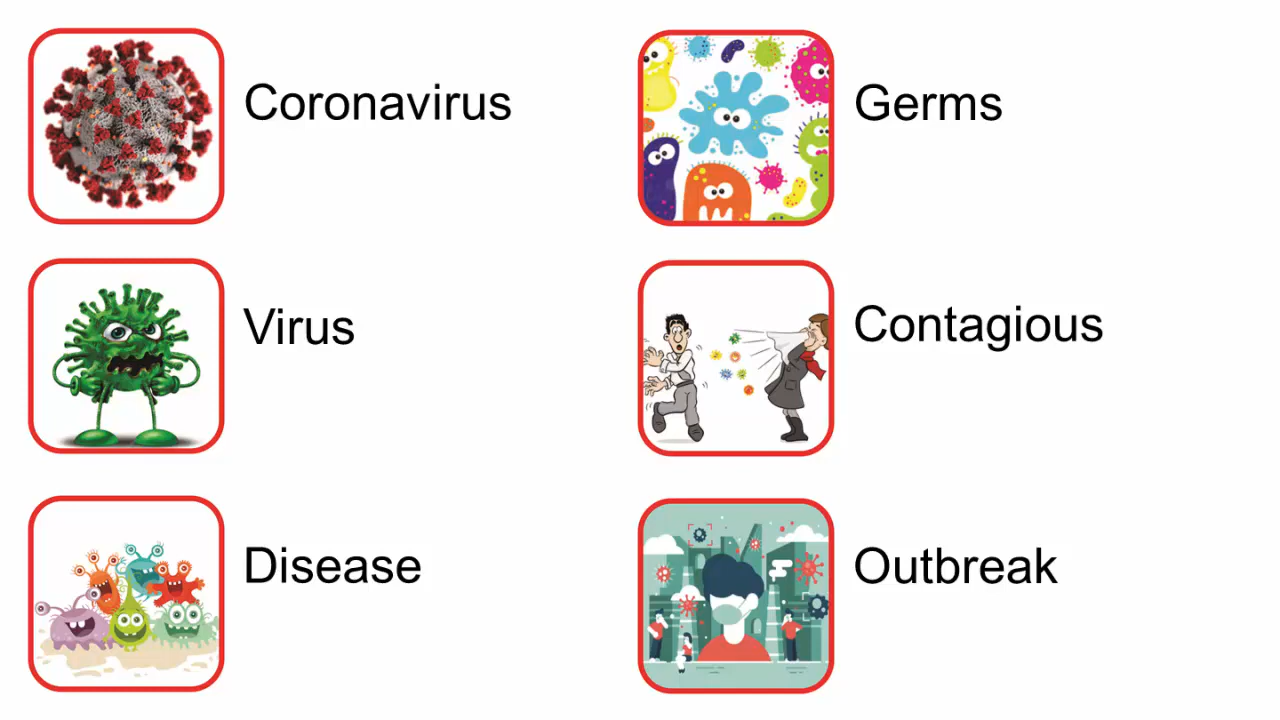 Coronavirus
Germs
Virus
Contagious
Disease
Outbreak